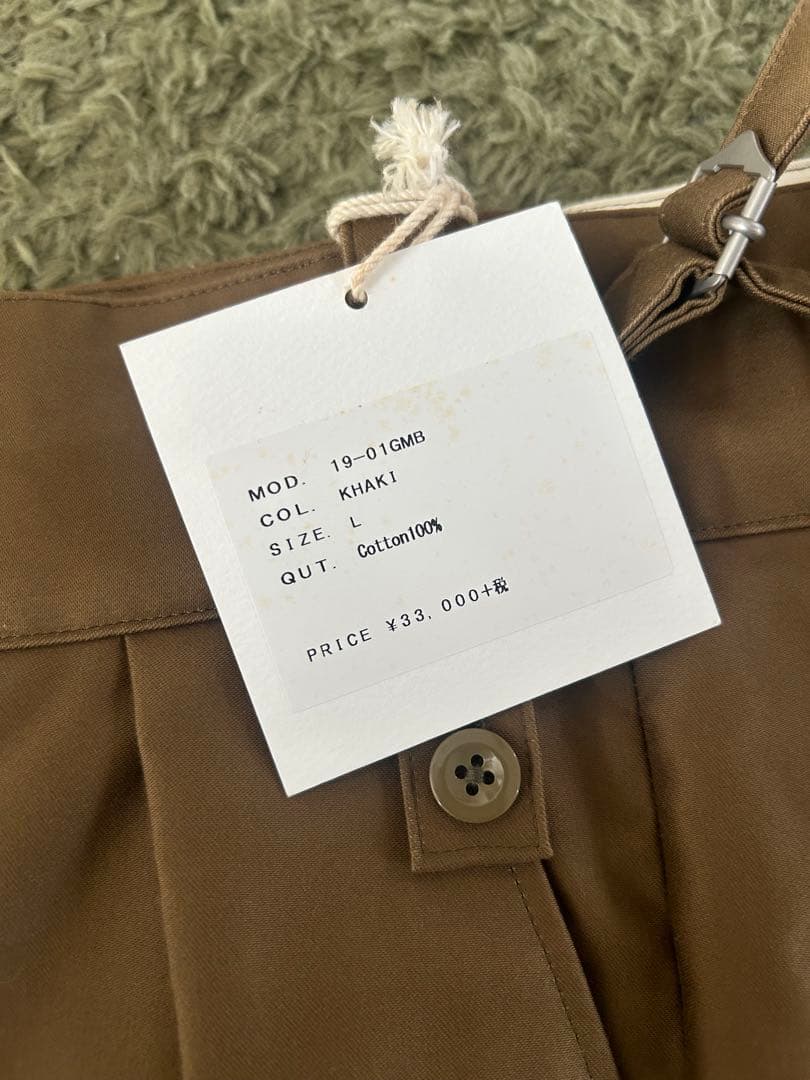 MOD. 19-01GMB
COL. KHAKI
SIZE. L
QUT. Cotton100%
PRICE ¥33,000+税